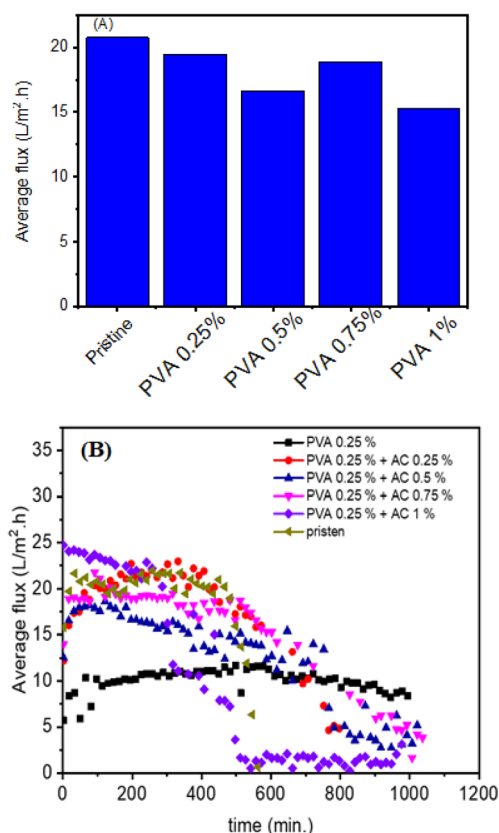 (A)
Average flux (L/m².h)
20
15
10
5
0
Pristine
PVA 0.25%
PVA 0.5%
PVA 0.75%
PVA 1%
(B)
PVA 0.25 %
PVA 0.25 % + AC 0.25 %
PVA 0.25 % + AC 0.5 %
PVA 0.25 % + AC 0.75 %
PVA 0.25 % + AC 1 %
pristen
Average flux (L/m².h)
35
30
25
20
15
10
5
0
0
200
400
600
800
1000
time (min.)